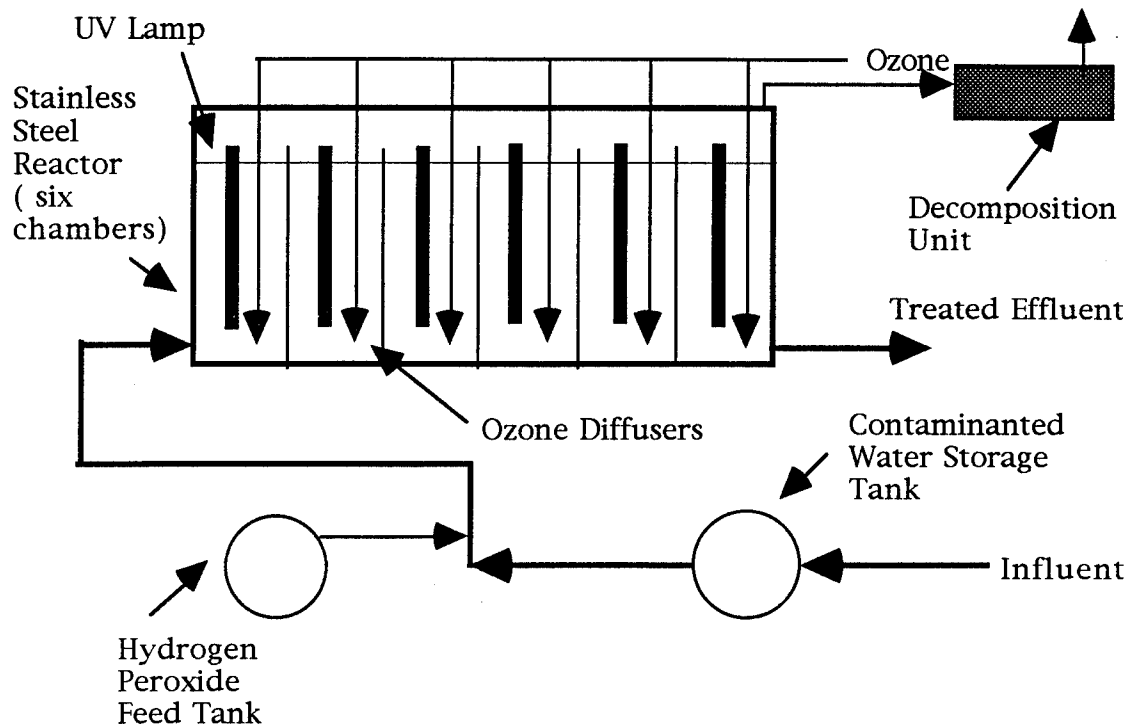 UV Lamp
Ozone
Stainless
Steel
Reactor
( six
chambers)
Decomposition
Unit
Treated Effluent
Ozone Diffusers
Contaminanted
Water Storage
Tank
Influent
Hydrogen
Peroxide
Feed Tank